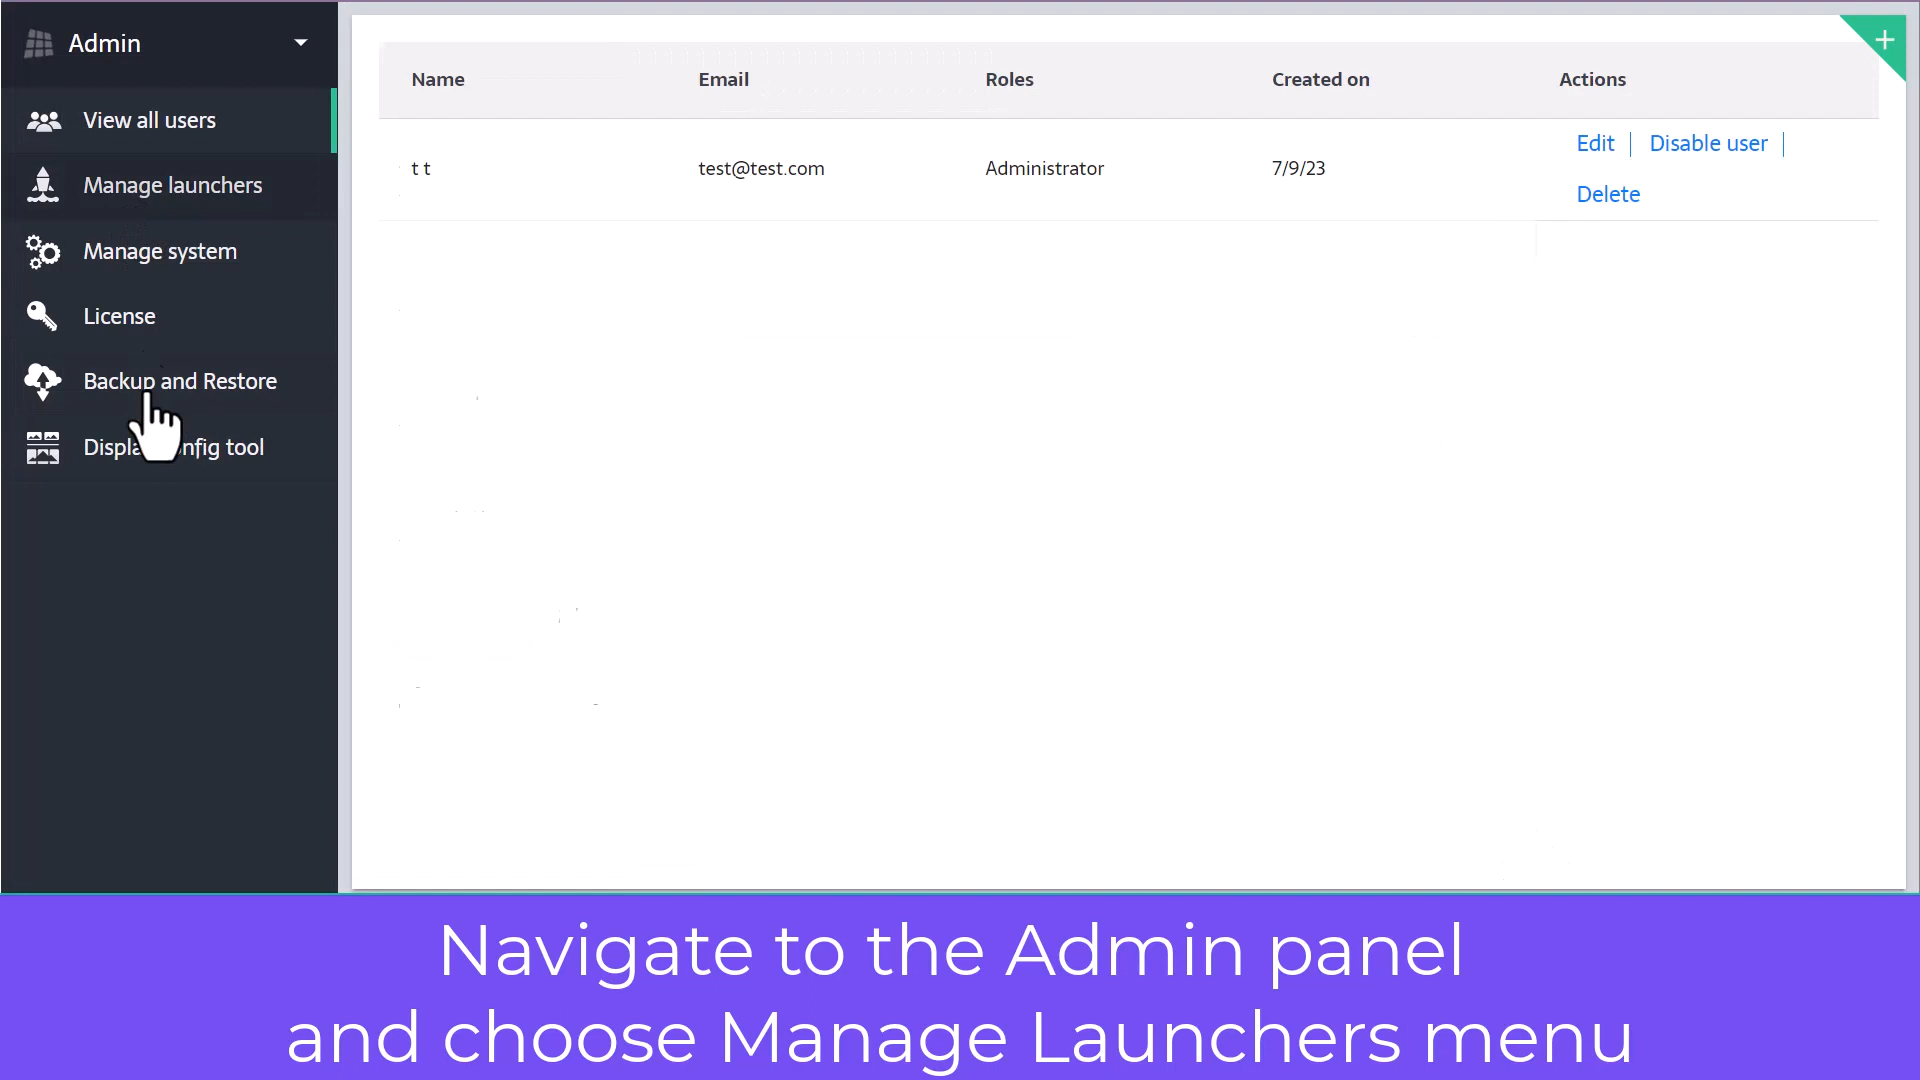 Admin
View all users
Manage launchers
Manage system
License
Backup and Restore
Display config tool
Name Email Roles Created on Actions
t t test@test.com Administrator 7/9/23 Edit | Disable user |
Delete
+
Navigate to the Admin panel
and choose Manage Launchers menu